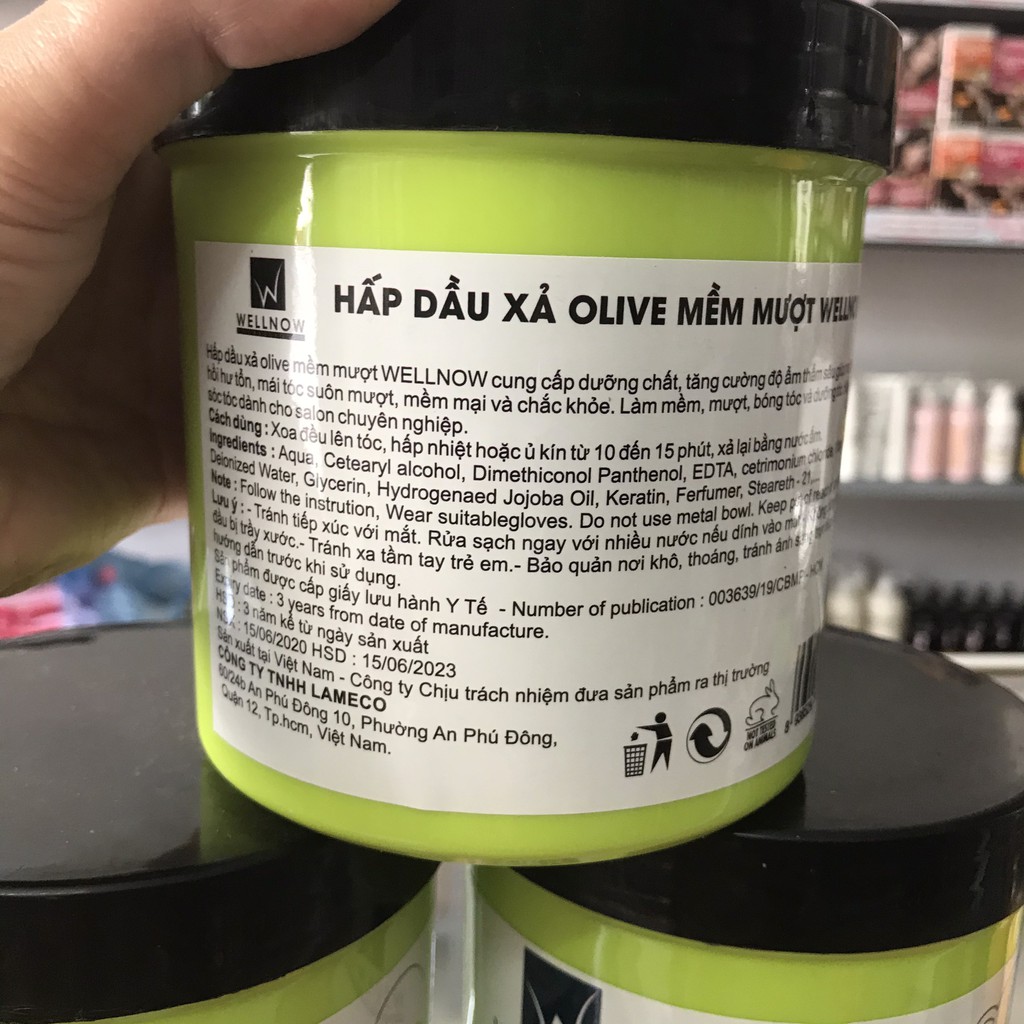 WELLNOW
HẤP DẦU XẢ OLIVE MỀM MƯỢT
Hấp dầu xả olive mềm mượt WELLNOW cung cấp dưỡng chất, tăng cường độ ẩm thẩm sâu
hồi hư tổn, mái tóc suôn mượt, mềm mại và chắc khỏe. Làm mềm, mượt, bóng tóc và dưỡng
sóc tóc dành cho salon chuyên nghiệp.
Cách dùng : Xoa đều lên tóc, hấp nhiệt hoặc ủ kín từ 10 đến 15 phút, xả lại bằng nước ấm.
Ingredients : Aqua, Cetearyl alcohol, Dimethiconol Panthenol, EDTA, cetrimonium chloride,
Deionized Water, Glycerin, Hydrogenaed Jojoba Oil, Keratin, Ferfumer, Steareth - 21,...
Note : Follow the instrution, Wear suitablegloves. Do not use metal bowl. Keep out of
Lưu ý : - Tránh tiếp xúc với mắt. Rửa sạch ngay với nhiều nước nếu dính vào
đầu bị trầy xước.- Tránh xa tầm tay trẻ em.- Bảo quản nơi khô, thoáng, tránh ánh
hướng dẫn trước khi sử dụng.
Sản phẩm được cấp giấy lưu hành Y Tế - Number of publication : 003639/19/CBMP - HCM
Expiry date : 3 years from date of manufacture.
HSD : 3 năm kể từ ngày sản xuất
NSX : 15/06/2020 HSD : 15/06/2023
Sản xuất tại Việt Nam - Công ty Chịu trách nhiệm đưa sản phẩm ra thị trường
CÔNG TY TNHH LAMECO
60/24b An Phú Đông 10, Phường An Phú Đông,
Quận 12, Tp.hcm, Việt Nam.
NOT TESTED
ON ANIMALS